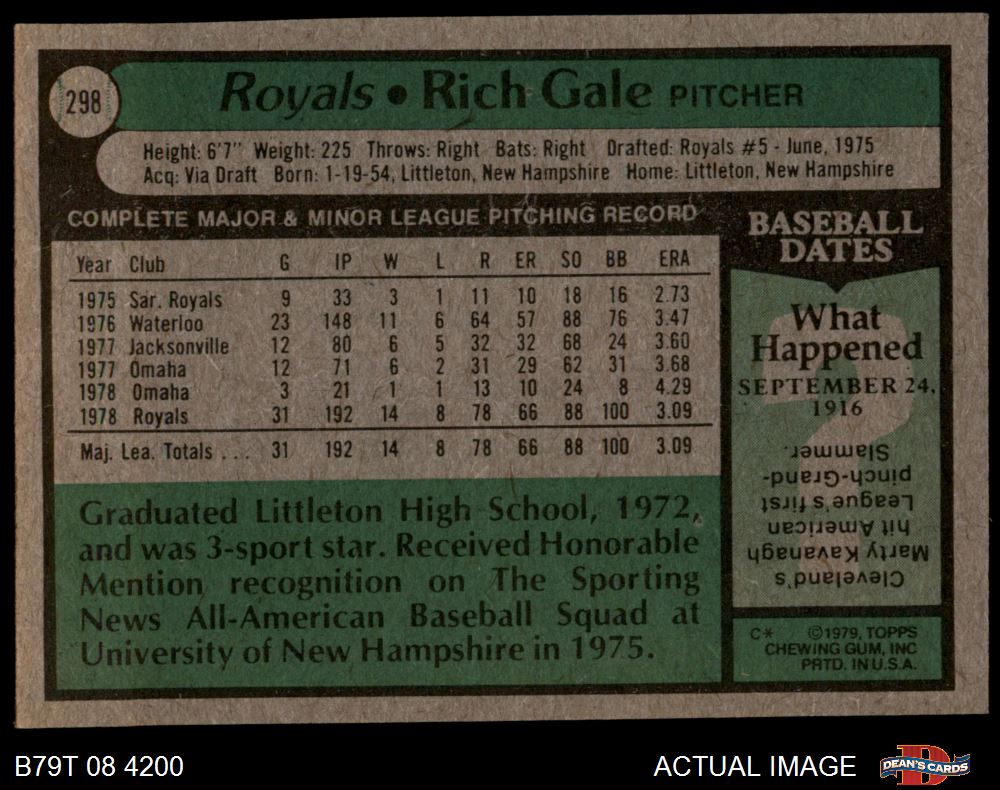 298
Royals • Rich Gale PITCHER
Height: 6'7" Weight: 225 Throws: Right Bats: Right Drafted: Royals #5 - June, 1975
Acq: Via Draft Born: 1-19-54, Littleton, New Hampshire Home: Littleton, New Hampshire
COMPLETE MAJOR & MINOR LEAGUE PITCHING RECORD
Year Club G IP W L R ER SO BB ERA
1975 Sar. Royals 9 33 3 1 11 10 18 16 2.73
1976 Waterloo 23 148 11 6 64 57 88 76 3.47
1977 Jacksonville 12 80 6 5 32 32 68 24 3.60
1977 Omaha 12 71 6 2 31 29 62 31 3.68
1978 Omaha 3 21 1 1 13 10 24 8 4.29
1978 Royals 31 192 14 8 78 66 88 100 3.09
Maj. Lea. Totals . . . 31 192 14 8 78 66 88 100 3.09
Graduated Littleton High School, 1972,
and was 3-sport star. Received Honorable
Mention recognition on The Sporting
News All-American Baseball Squad at
University of New Hampshire in 1975.
BASEBALL
DATES
What
Happened
SEPTEMBER 24,
1916
Cleveland's
Marty Kavanagh
hit American
League's first
pinch-Grand-
Slammer.
C* ©1979, TOPPS
CHEWING GUM, INC
PRTD. IN U.S.A.
B79T 08 4200
ACTUAL IMAGE
DEAN'S CARDS